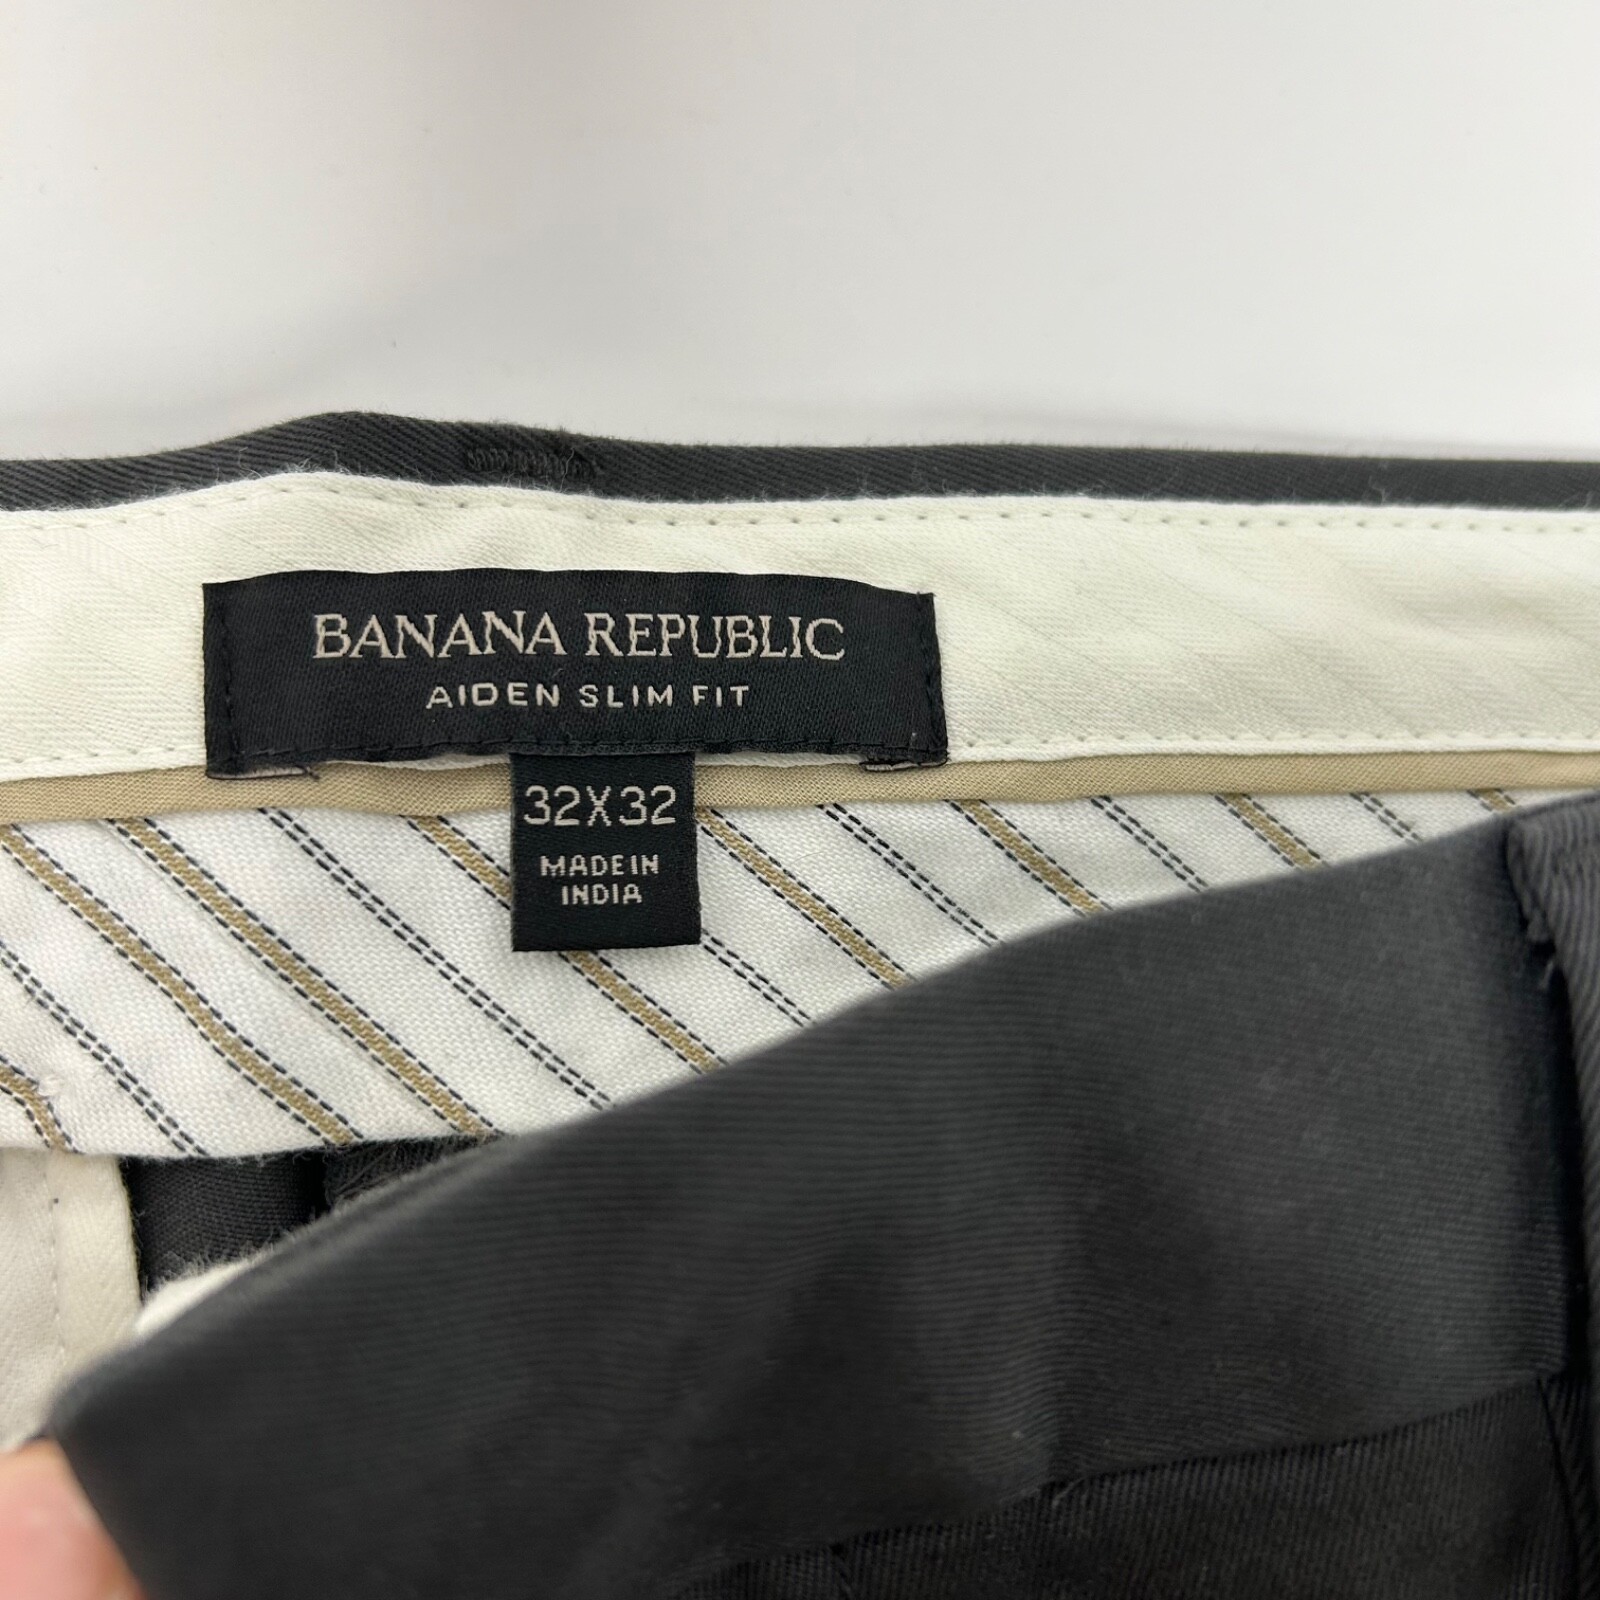 BANANA REPUBLIC
AIDEN SLIM FIT
32X32
MADE IN
INDIA